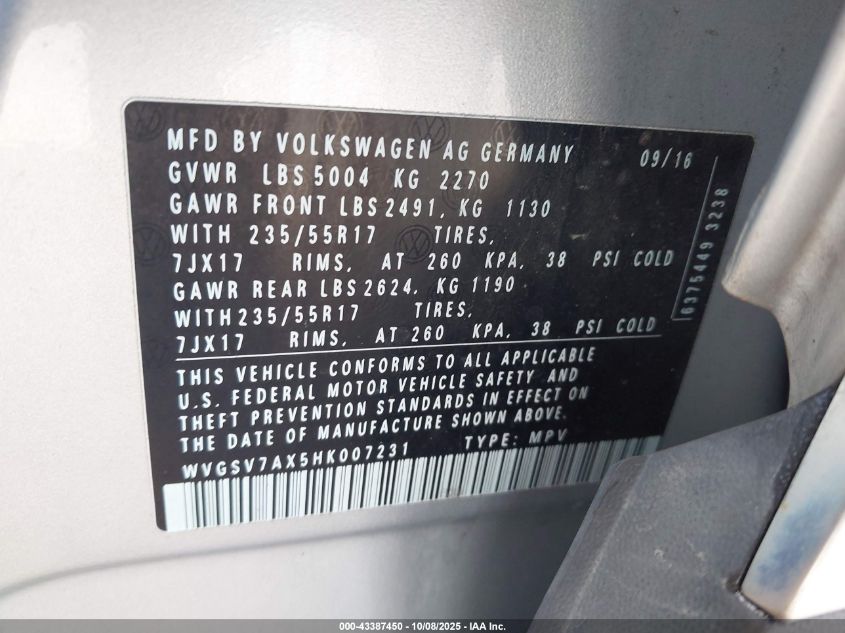 MFD BY VOLKSWAGEN AG GERMANY 09/16
GVWR LBS 5004 KG 2270
GAWR FRONT LBS 2491, KG 1130
WITH 235/55R17 TIRES,
7JX17 RIMS, AT 260 KPA, 38 PSI COLD
GAWR REAR LBS 2624, KG 1190
WITH 235/55R17 TIRES,
7JX17 RIMS, AT 260 KPA, 38 PSI COLD
THIS VEHICLE CONFORMS TO ALL APPLICABLE
U.S. FEDERAL MOTOR VEHICLE SAFETY AND
THEFT PREVENTION STANDARDS IN EFFECT ON
THE DATE OF MANUFACTURE SHOWN ABOVE.
WVGSV7AX5HK007231 TYPE: MPV
6375449 3238
000-43387450 - 10/08/2025 - IAA Inc.